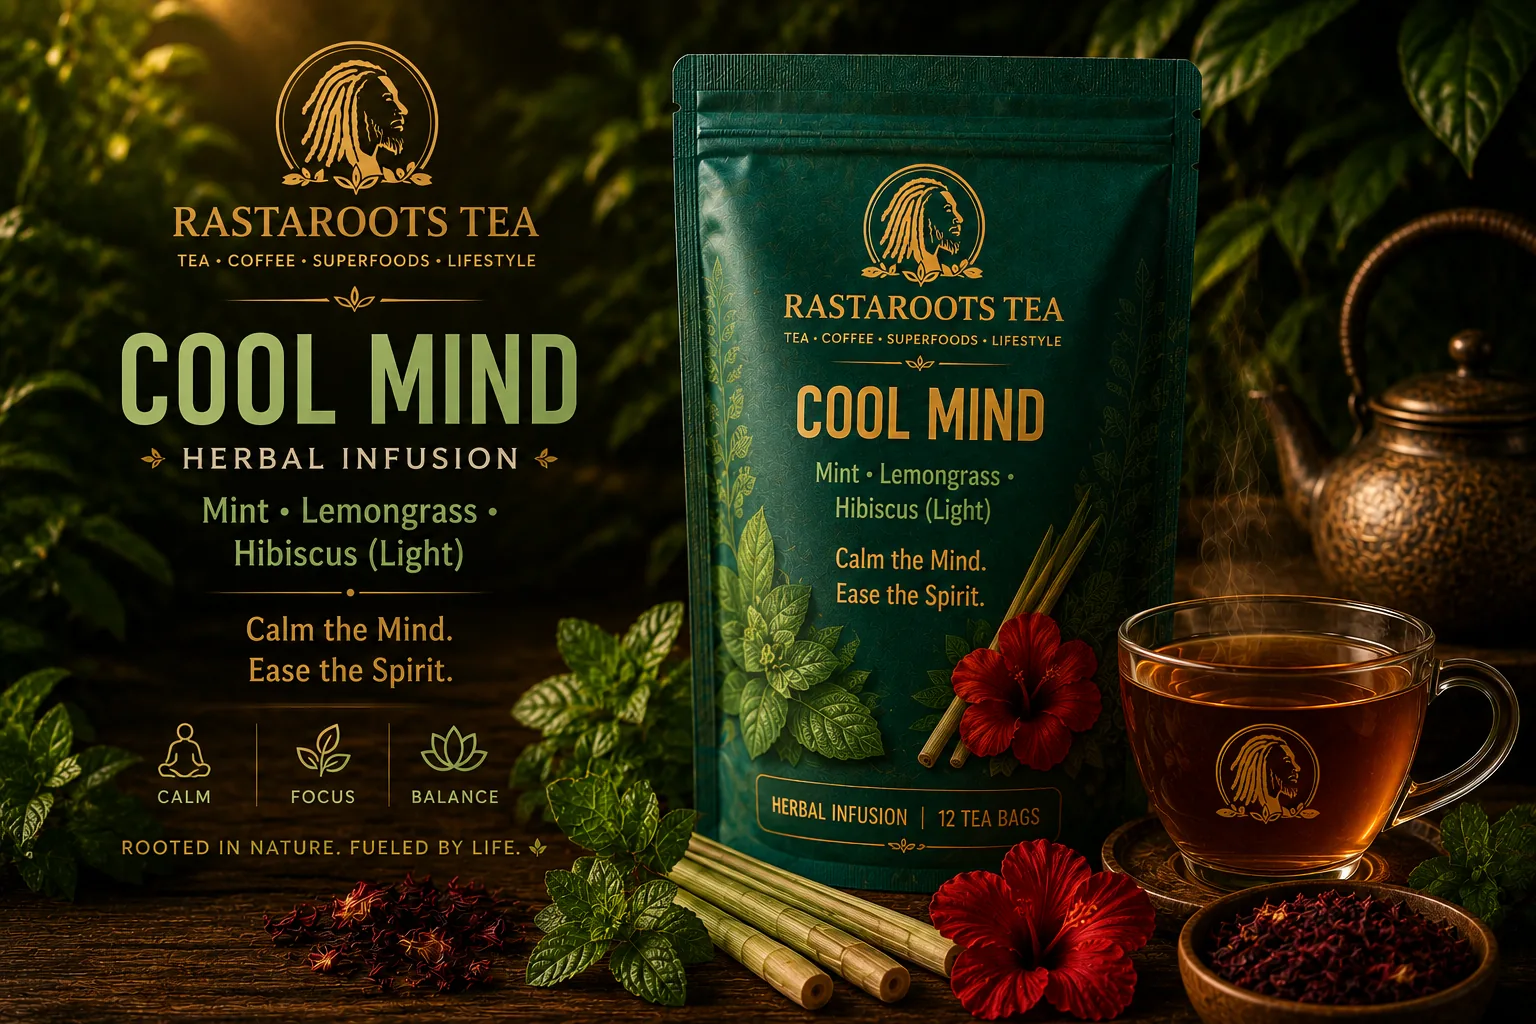 RASTAROOTS TEA
TEA • COFFEE • SUPERFOODS • LIFESTYLE
COOL MIND
HERBAL INFUSION
Mint • Lemongrass •
Hibiscus (Light)
Calm the Mind.
Ease the Spirit.
CALM
FOCUS
BALANCE
ROOTED IN NATURE. FUELED BY LIFE.
RASTAROOTS TEA
TEA • COFFEE • SUPERFOODS • LIFESTYLE
COOL MIND
Mint • Lemongrass •
Hibiscus (Light)
Calm the Mind.
Ease the Spirit.
HERBAL INFUSION | 12 TEA BAGS